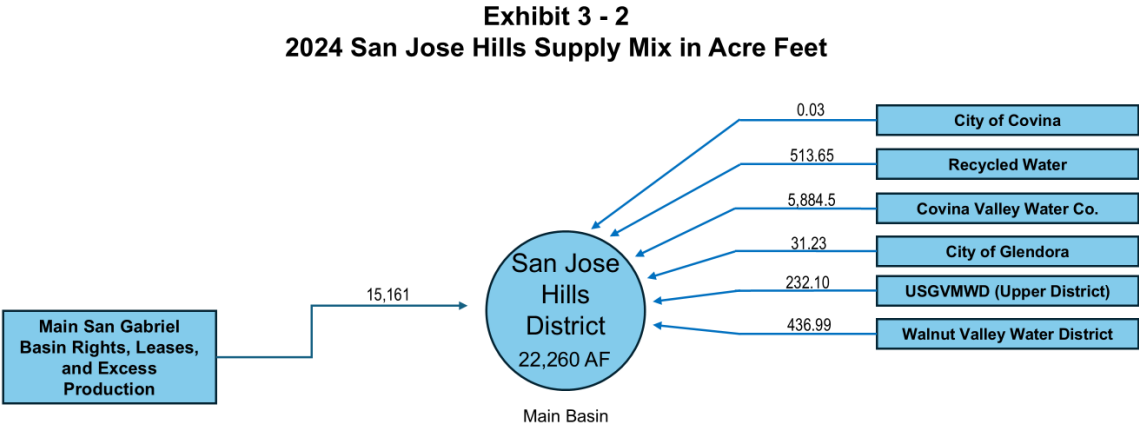 Exhibit 3 - 2
2024 San Jose Hills Supply Mix in Acre Feet
0.03
City of Covina
513.65
Recycled Water
5,884.5
Covina Valley Water Co.
31.23
City of Glendora
232.10
USGVMWD (Upper District)
436.99
Walnut Valley Water District
San Jose
Hills
District
22,260 AF
15,161
Main San Gabriel
Basin Rights, Leases,
and Excess
Production
Main Basin